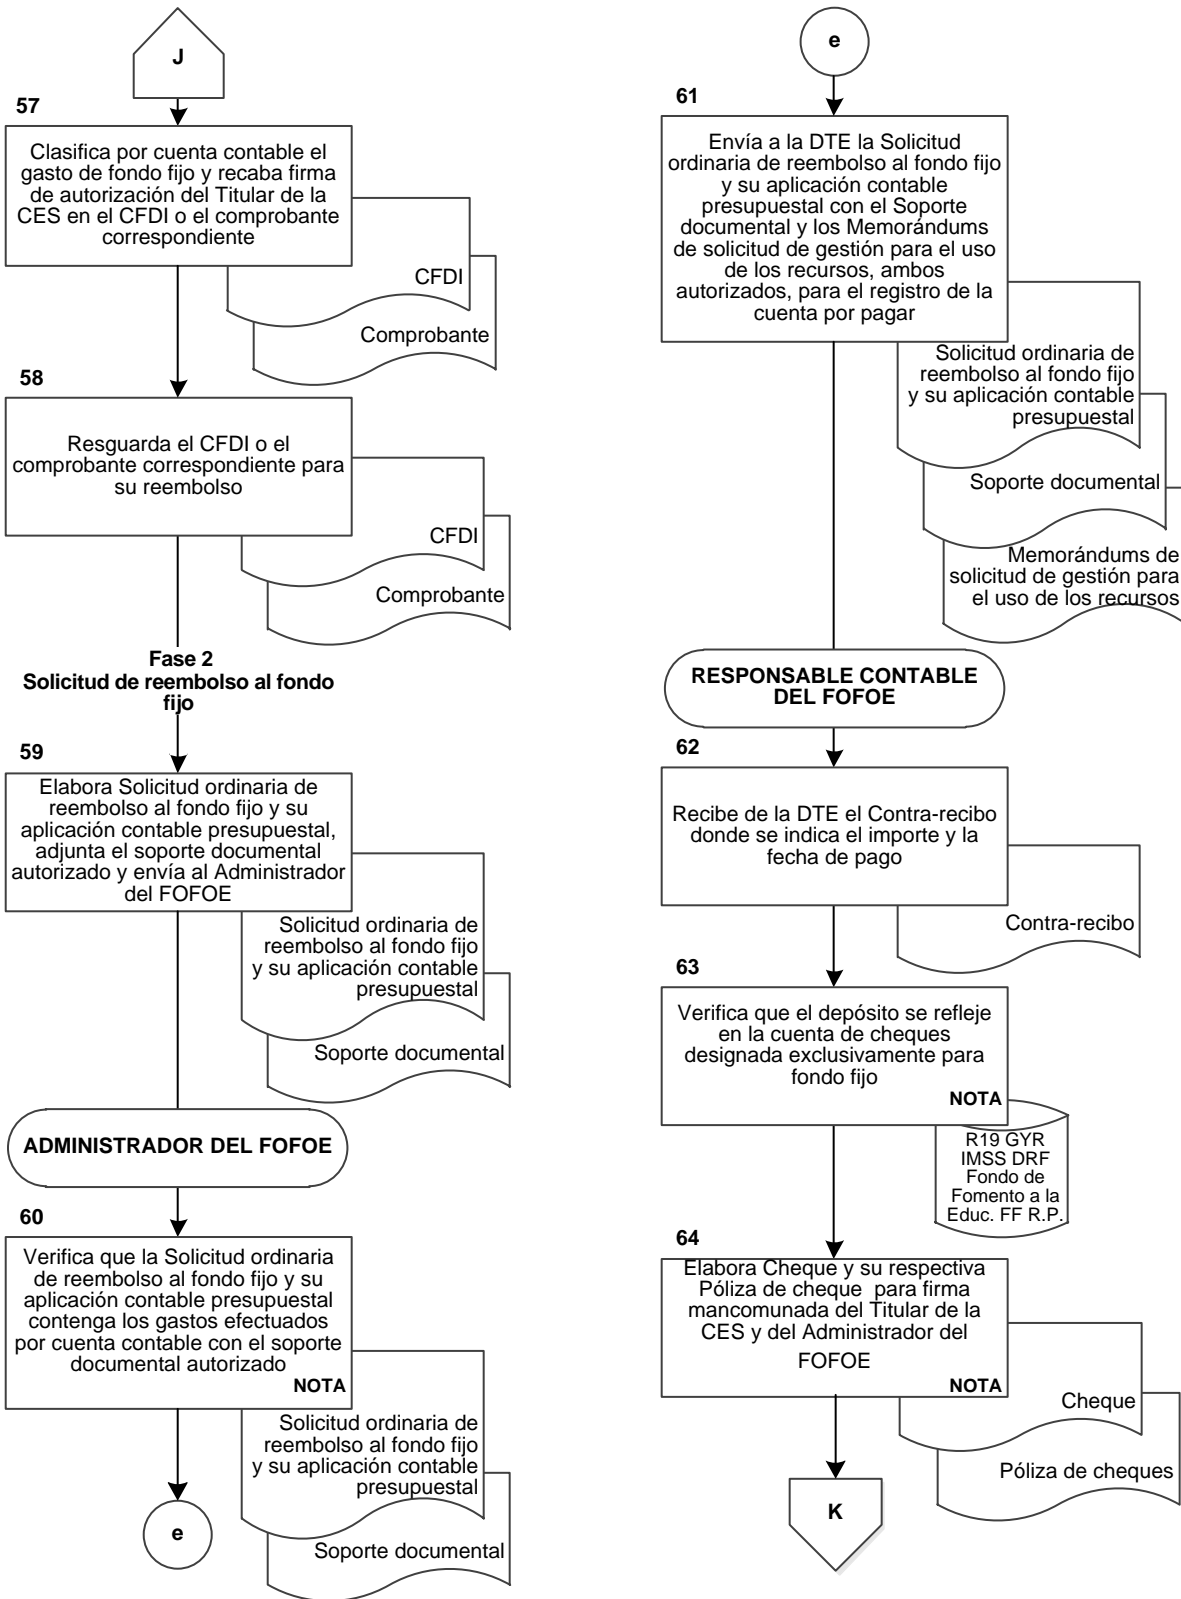 J
57
Clasifica por cuenta contable el
gasto de fondo fijo y recaba firma
de autorización del Titular de la
CES en el CFDI o el comprobante
correspondiente
CFDI
Comprobante
58
Resguarda el CFDI o el
comprobante correspondiente para
su reembolso
CFDI
Comprobante
Fase 2
Solicitud de reembolso al fondo
fijo
59
Elabora Solicitud ordinaria de
reembolso al fondo fijo y su
aplicación contable presupuestal,
adjunta el soporte documental
autorizado y envía al Administrador
del FOFOE
Solicitud ordinaria de
reembolso al fondo fijo
y su aplicación contable
presupuestal
Soporte documental
ADMINISTRADOR DEL FOFOE
60
Verifica que la Solicitud ordinaria
de reembolso al fondo fijo y su
aplicación contable presupuestal
contenga los gastos efectuados
por cuenta contable con el soporte
documental autorizado
NOTA
Solicitud ordinaria de
reembolso al fondo fijo
y su aplicación contable
presupuestal
Soporte documental
e
e
61
Envía a la DTE la Solicitud
ordinaria de reembolso al fondo fijo
y su aplicación contable
presupuestal con el Soporte
documental y los Memorándums
de solicitud de gestión para el uso
de los recursos, ambos
autorizados, para el registro de la
cuenta por pagar
Solicitud ordinaria de
reembolso al fondo fijo
y su aplicación contable
presupuestal
Soporte documental
Memorándums de
solicitud de gestión para
el uso de los recursos
RESPONSABLE CONTABLE
DEL FOFOE
62
Recibe de la DTE el Contra-recibo
donde se indica el importe y la
fecha de pago
Contra-recibo
63
Verifica que el depósito se refleje
en la cuenta de cheques
designada exclusivamente para
fondo fijo
NOTA
R19 GYR
IMSS DRF
Fondo de
Fomento a la
Educ. FF R.P.
64
Elabora Cheque y su respectiva
Póliza de cheque para firma
mancomunada del Titular de la
CES y del Administrador del
FOFOE
NOTA
Cheque
Póliza de cheques
K